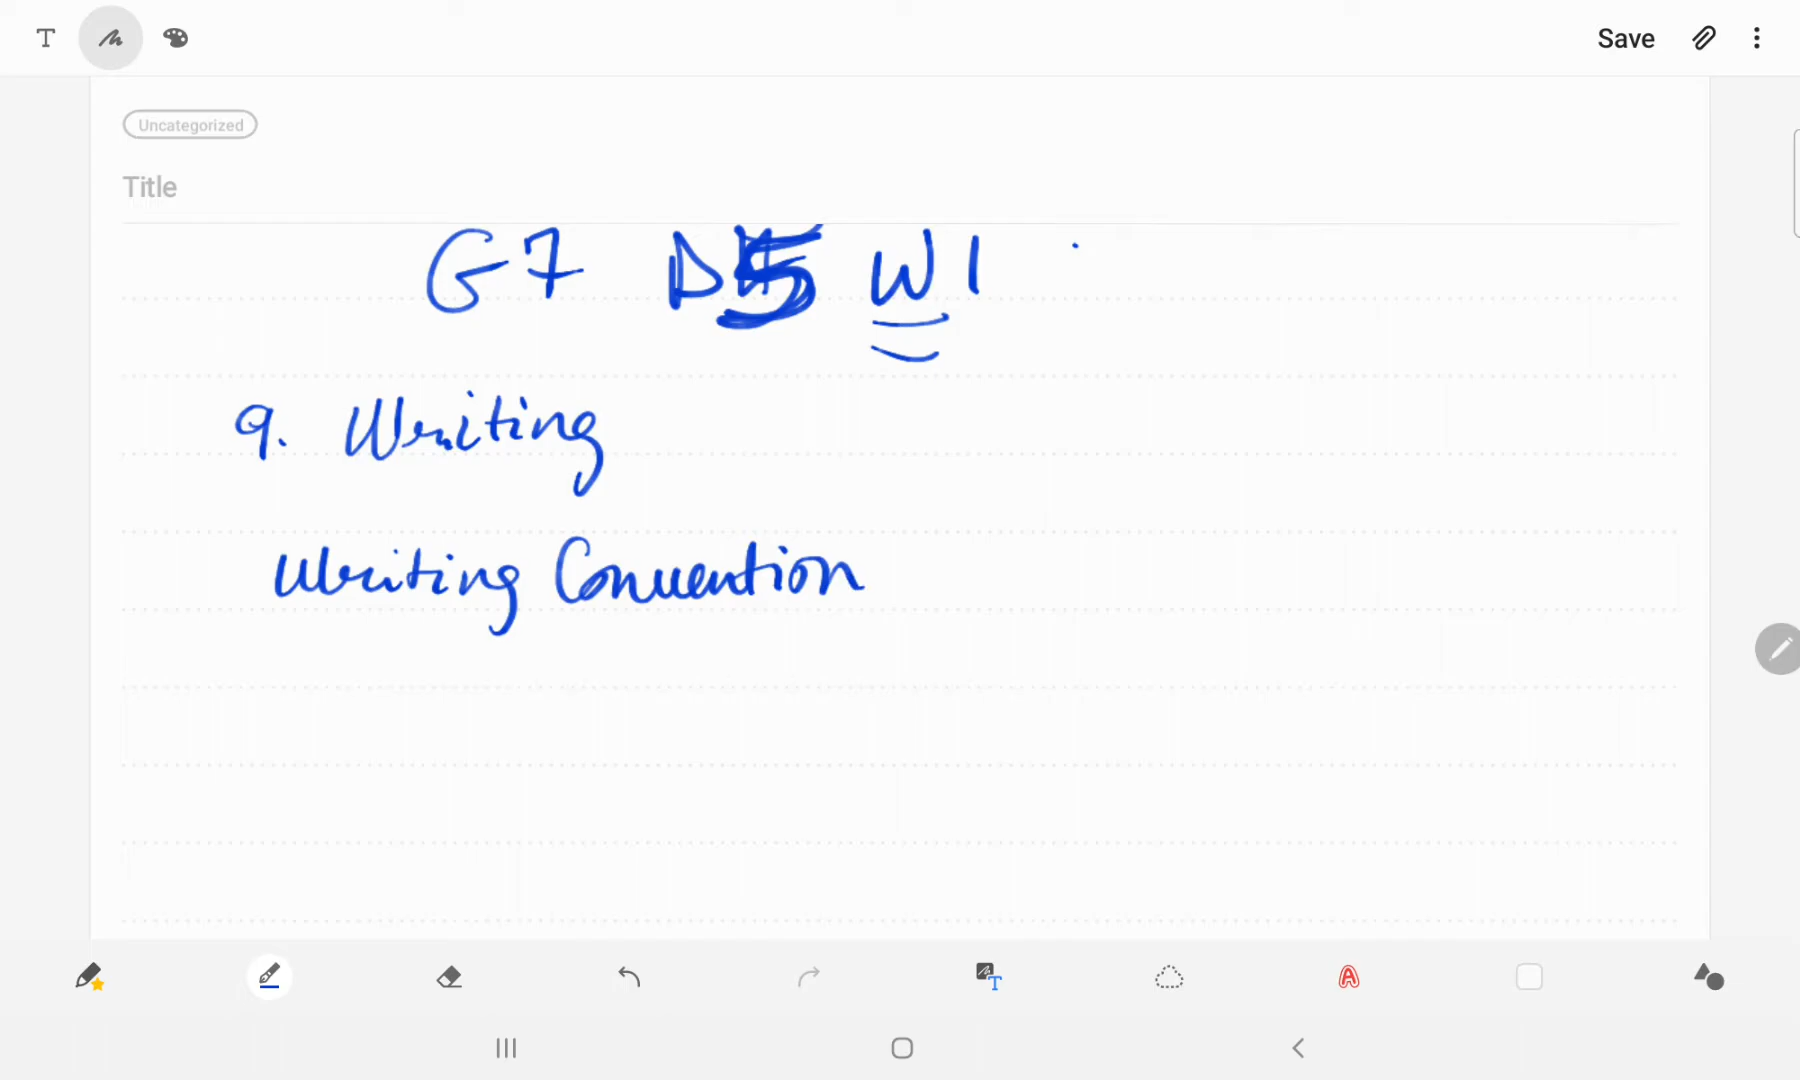 Save
Uncategorized
Title
G7 D5 W1
9. Writing
Writing Convention